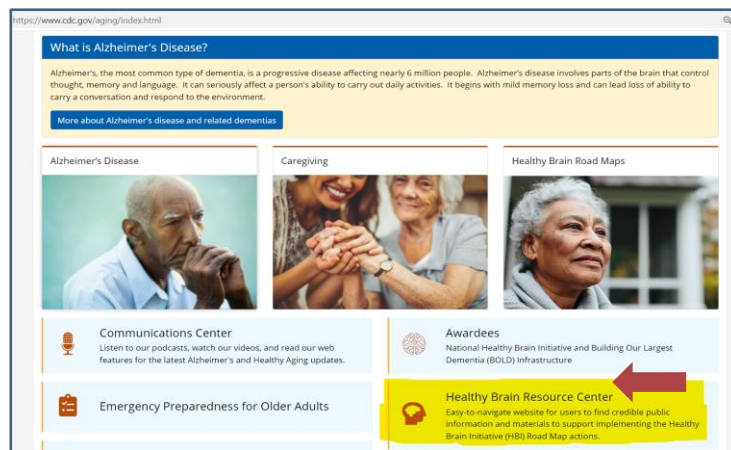 https://www.cdc.gov/aging/index.html
What is Alzheimer's Disease?
Alzheimer's, the most common type of dementia, is a progressive disease affecting nearly 6 million people. Alzheimer's disease involves parts of the brain that control
thought, memory and language. It can seriously affect a person's ability to carry out daily activities. It begins with mild memory loss and can lead loss of ability to
carry a conversation and respond to the environment.
More about Alzheimer's disease and related dementias
Alzheimer's Disease
Caregiving
Healthy Brain Road Maps
Communications Center
Listen to our podcasts, watch our videos, and read our web
features for the latest Alzheimer's and Healthy Aging updates.
Awardees
National Healthy Brain Initiative and Building Our Largest
Dementia (BOLD) Infrastructure
Emergency Preparedness for Older Adults
Healthy Brain Resource Center
Easy-to-navigate website for users to find credible public
information and materials to support implementing the Healthy
Brain Initiative (HBI) Road Map actions.